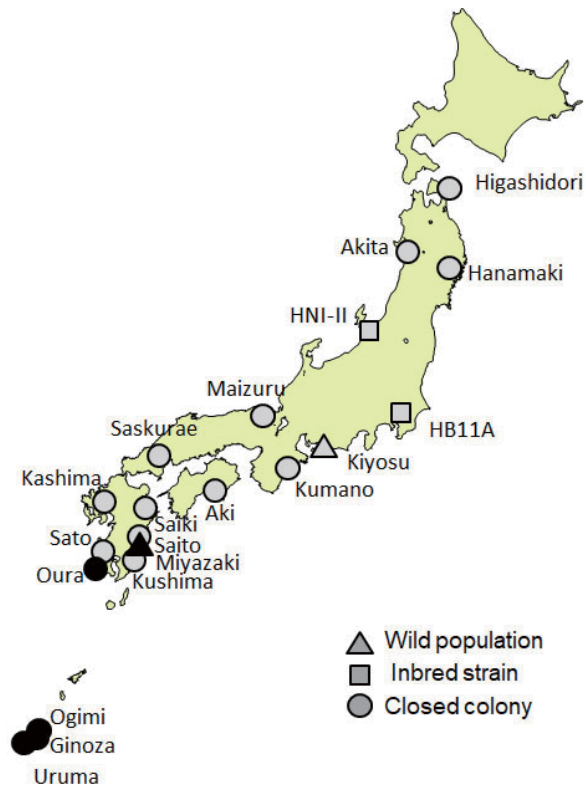 Higashidori
Akita
Hanamaki
HNI-II
Maizuru
HB11A
Saskurae
Kiyosu
Kashima
Kumano
Aki
Saiki
Sato
Saito
Miyazaki
Oura
Kushima
Wild population
Inbred strain
Closed colony
Ogimi
Ginoza
Uruma